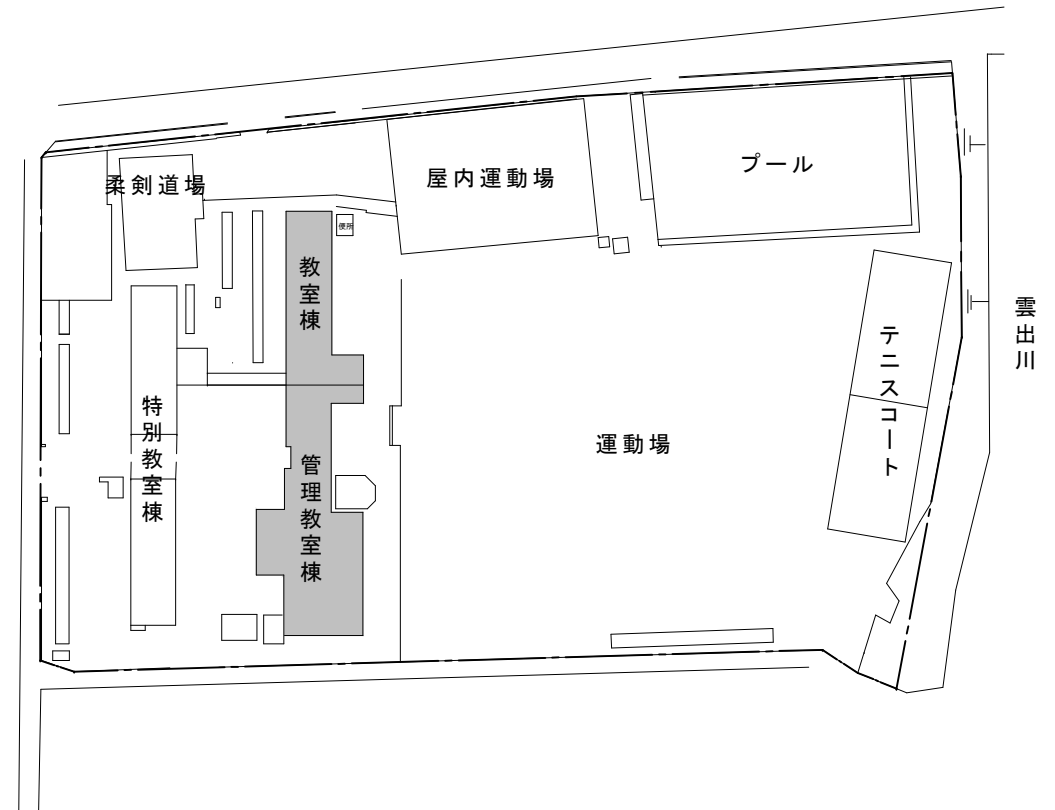 柔剣道場
屋内運動場
プール
便所
教室棟
雲出川
テニスコート
特別教室棟
運動場
管理教室棟